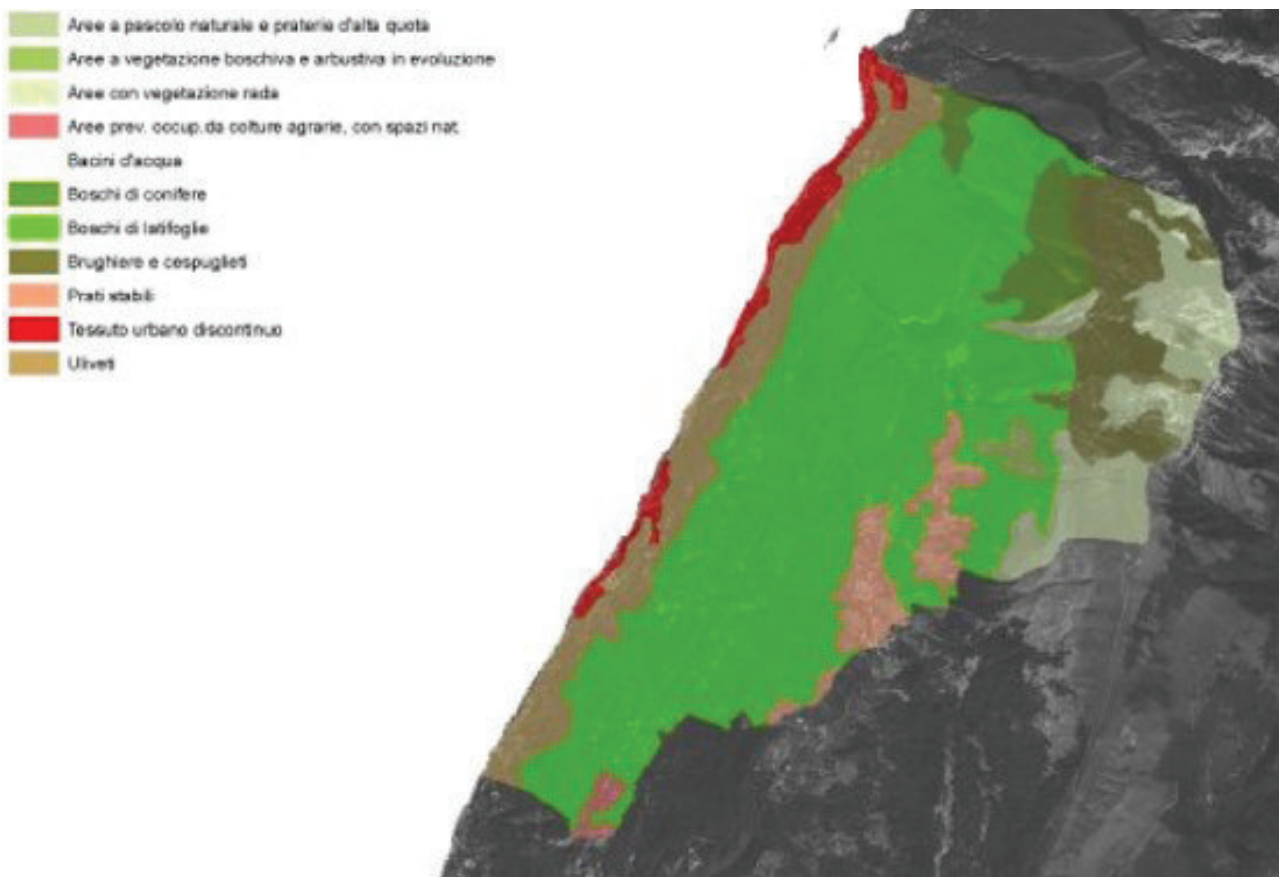 Aree a pascolo naturale e praterie d'alta quota
Aree a vegetazione boschiva e arbustiva in evoluzione
Aree con vegetazione rada
Aree prev. occup.da colture agrarie, con spazi nat.
Bacini d'acqua
Boschi di conifere
Boschi di latifoglie
Brughiere e cespuglieti
Prati stabili
Tessuto urbano discontinuo
Uliveti